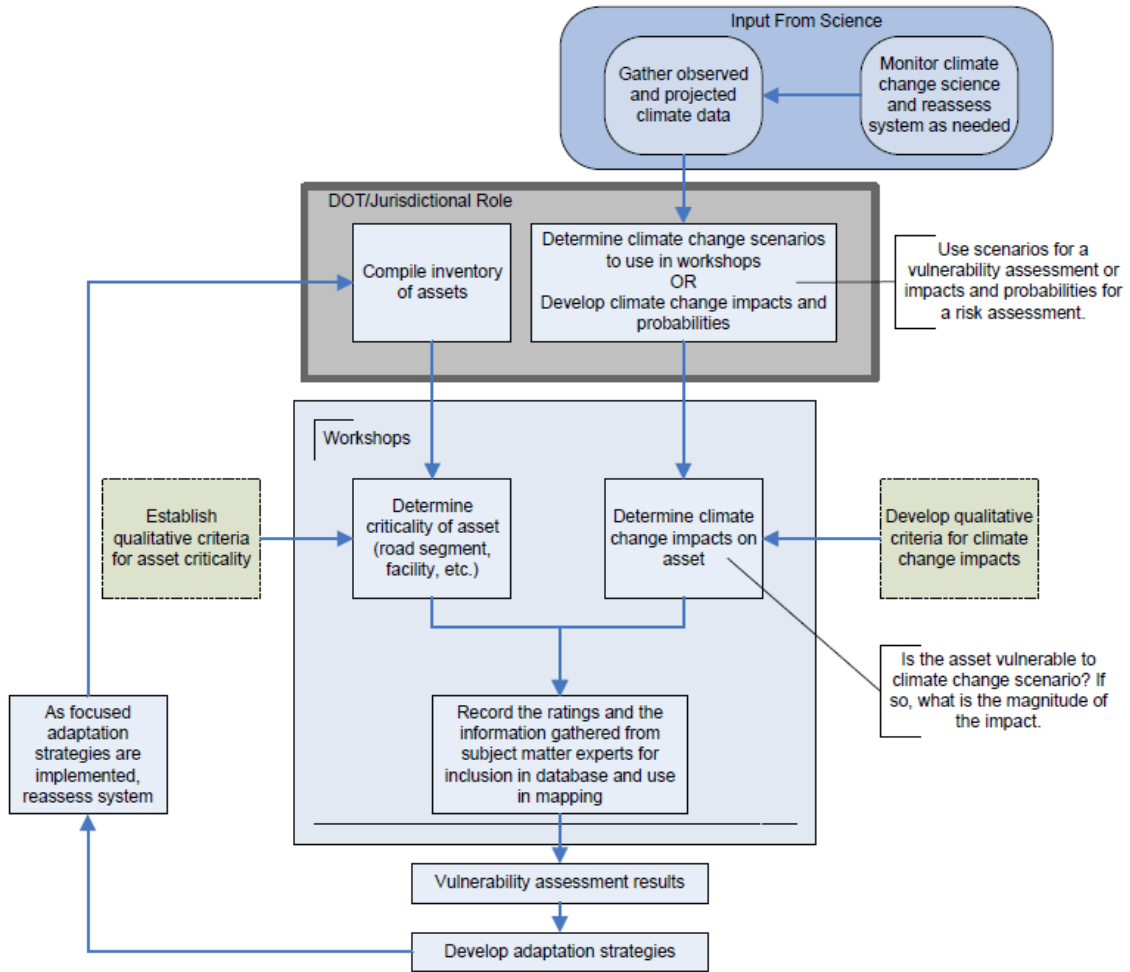 Input From Science
Gather observed
and projected
climate data
Monitor climate
change science
and reassess
system as needed
DOT/Jurisdictional Role
Compile inventory
of assets
Determine climate change scenarios
to use in workshops
OR
Develop climate change impacts and
probabilities
Use scenarios for a
vulnerability assessment or
impacts and probabilities for
a risk assessment.
Workshops
Establish
qualitative criteria
for asset criticality
Determine
criticality of asset
(road segment,
facility, etc.)
Determine climate
change impacts on
asset
Develop qualitative
criteria for climate
change impacts
Is the asset vulnerable to
climate change scenario? If
so, what is the magnitude of
the impact.
As focused
adaptation
strategies are
implemented,
reassess system
Record the ratings and the
information gathered from
subject matter experts for
inclusion in database and use
in mapping
Vulnerability assessment results
Develop adaptation strategies